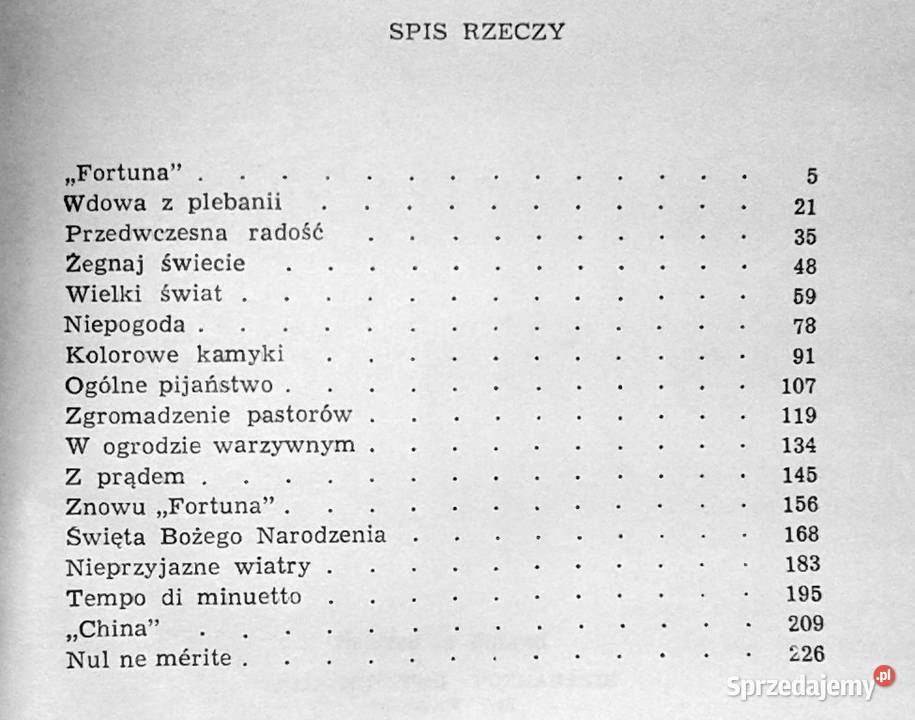 SPIS RZECZY
„Fortuna” . . . . . . . . . . . . . . 5
Wdowa z plebanii . . . . . . . . . . . 21
Przedwczesna radość . . . . . . . . . . 35
Żegnaj świecie . . . . . . . . . . . . 48
Wielki świat . . . . . . . . . . . . . 59
Niepogoda . . . . . . . . . . . . . . 78
Kolorowe kamyki . . . . . . . . . . . 91
Ogólne pijaństwo . . . . . . . . . . . . 107
Zgromadzenie pastorów . . . . . . . . . . 119
W ogrodzie warzywnym . . . . . . . . . . 134
Z prądem . . . . . . . . . . . . . . 145
Znowu „Fortuna” . . . . . . . . . . . . 156
Święta Bożego Narodzenia . . . . . . . . . 168
Nieprzyjazne wiatry . . . . . . . . . . . 183
Tempo di minuetto . . . . . . . . . . . 195
„China” . . . . . . . . . . . . . . 209
Nul ne mérite . . . . . . . . . . . . . 226
Sprzedajemy.pl